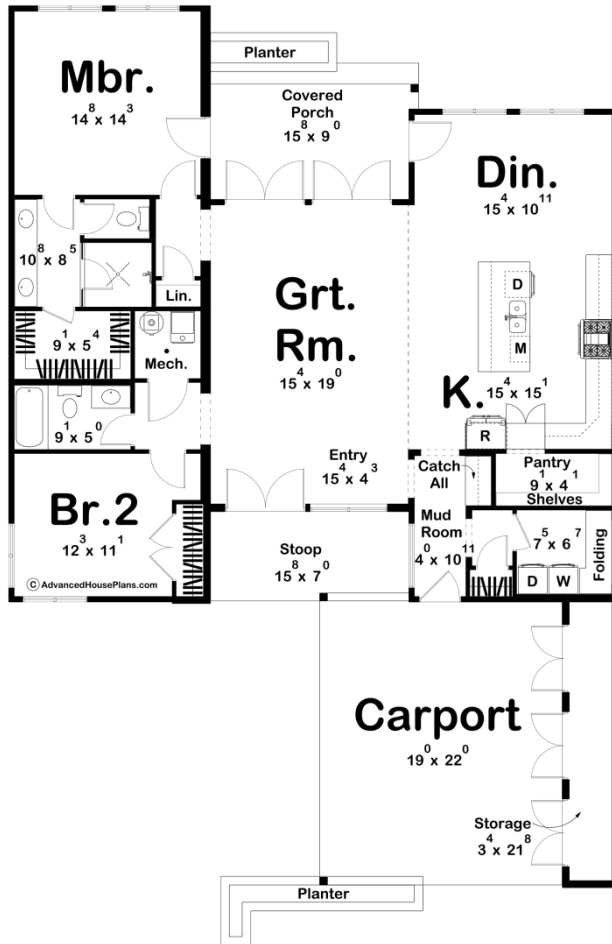 Planter
Mbr.
14⁸ x 14³
Covered
Porch
15⁸ x 9⁰
Din.
15⁴ x 10¹¹
10⁸ x 8⁵
Lin.
Grt.
Rm.
15⁴ x 19⁰
D
M
9¹ x 5⁴
Mech.
K.
15⁴ x 15¹
R
9¹ x 5⁰
Entry
15⁴ x 4³
Catch
All
Pantry
9¹ x 4¹
Shelves
Br.2
12³ x 11¹
Mud
Room
4⁰ x 10¹¹
7⁵ x 6⁷
Folding
D
W
Stoop
15⁸ x 7⁰
© AdvancedHousePlans.com
Carport
19⁰ x 22⁰
Storage
3⁴ x 21⁸
Planter